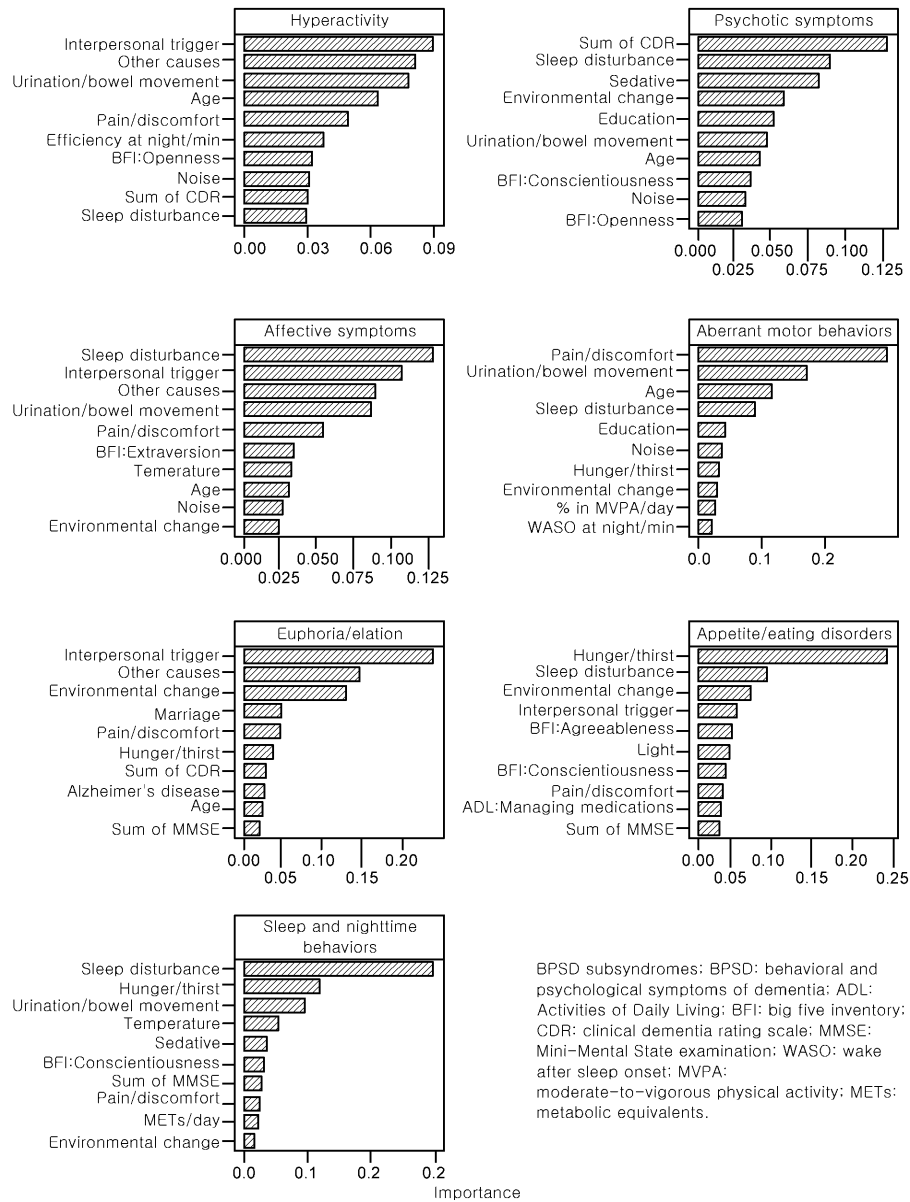 Hyperactivity
Interpersonal trigger
Other causes
Urination/bowel movement
Age
Pain/discomfort
Efficiency at night/min
BFI:Openness
Noise
Sum of CDR
Sleep disturbance
0.00 0.03 0.06 0.09
Psychotic symptoms
Sum of CDR
Sleep disturbance
Sedative
Environmental change
Education
Urination/bowel movement
Age
BFI:Conscientiousness
Noise
BFI:Openness
0.000 0.050 0.100
0.025 0.075 0.125
Affective symptoms
Sleep disturbance
Interpersonal trigger
Other causes
Urination/bowel movement
Pain/discomfort
BFI:Extraversion
Temerature
Age
Noise
Environmental change
0.000 0.050 0.100
0.025 0.075 0.125
Aberrant motor behaviors
Pain/discomfort
Urination/bowel movement
Age
Sleep disturbance
Education
Noise
Hunger/thirst
Environmental change
% in MVPA/day
WASO at night/min
0.0 0.1 0.2
Euphoria/elation
Interpersonal trigger
Other causes
Environmental change
Marriage
Pain/discomfort
Hunger/thirst
Sum of CDR
Alzheimer's disease
Age
Sum of MMSE
0.00 0.10 0.20
0.05 0.15
Appetite/eating disorders
Hunger/thirst
Sleep disturbance
Environmental change
Interpersonal trigger
BFI:Agreeableness
Light
BFI:Conscientiousness
Pain/discomfort
ADL:Managing medications
Sum of MMSE
0.00 0.10 0.20
0.05 0.15 0.25
Sleep and nighttime
behaviors
Sleep disturbance
Hunger/thirst
Urination/bowel movement
Temperature
Sedative
BFI:Conscientiousness
Sum of MMSE
Pain/discomfort
METs/day
Environmental change
0.0 0.1 0.2 0.2
Importance
BPSD subsyndromes; BPSD: behavioral and
psychological symptoms of dementia; ADL:
Activities of Daily Living; BFI: big five inventory;
CDR: clinical dementia rating scale; MMSE:
Mini-Mental State examination; WASO: wake
after sleep onset; MVPA:
moderate-to-vigorous physical activity; METs:
metabolic equivalents.